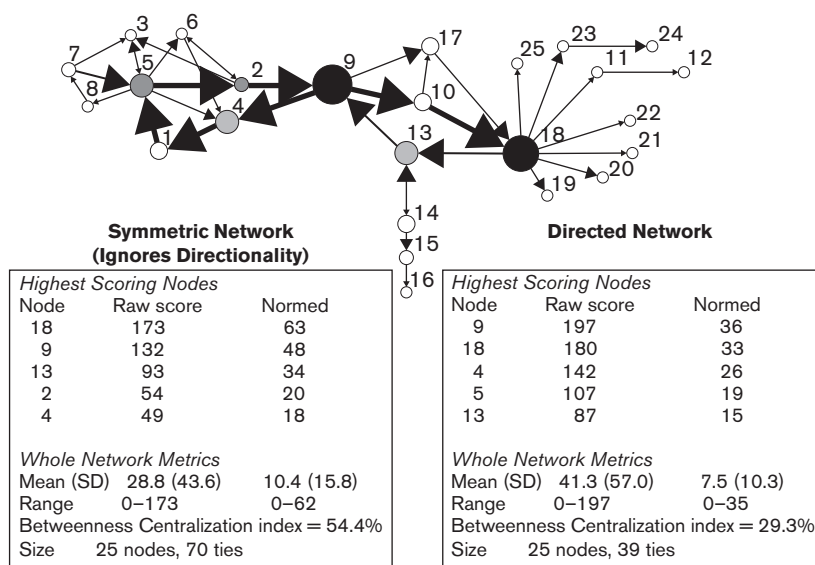 3
6
17
23
24
7
5
2
9
25
11
12
8
10
4
22
1
13
18
21
20
19
14
15
16
Symmetric Network
(Ignores Directionality)
Highest Scoring Nodes
Node Raw score Normed
18 173 63
9 132 48
13 93 34
2 54 20
4 49 18
Whole Network Metrics
Mean (SD) 28.8 (43.6) 10.4 (15.8)
Range 0–173 0–62
Betweenness Centralization index = 54.4%
Size 25 nodes, 70 ties
Directed Network
Highest Scoring Nodes
Node Raw score Normed
9 197 36
18 180 33
4 142 26
5 107 19
13 87 15
Whole Network Metrics
Mean (SD) 41.3 (57.0) 7.5 (10.3)
Range 0–197 0–35
Betweenness Centralization index = 29.3%
Size 25 nodes, 39 ties